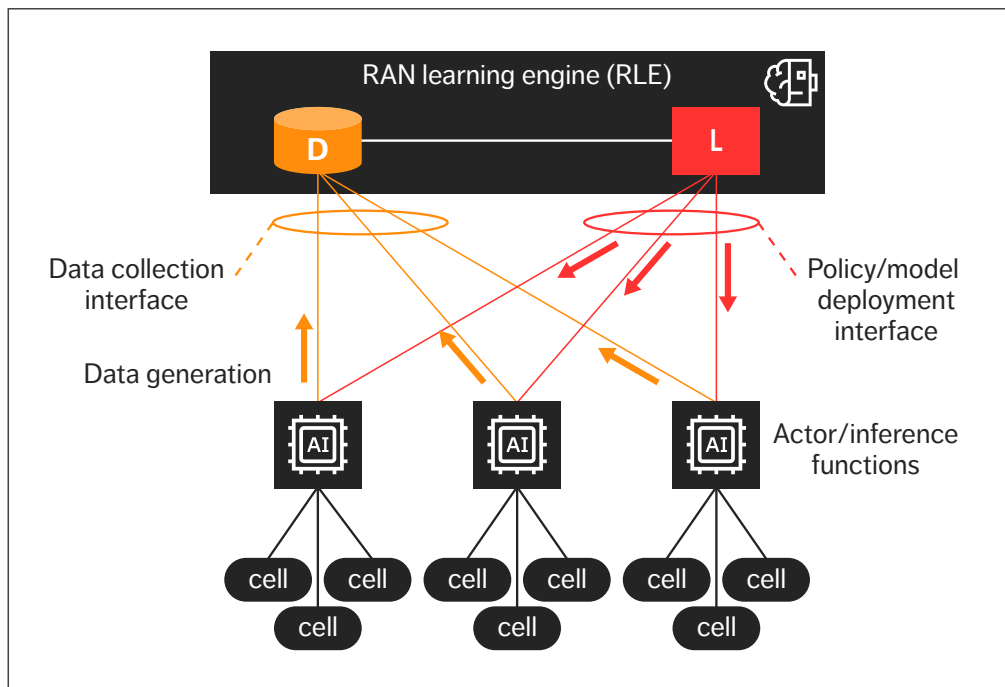 RAN learning engine (RLE)
D
L
Data collection
interface
Policy/model
deployment
interface
Data generation
AI
AI
AI
Actor/inference
functions
cell
cell
cell
cell
cell
cell
cell
cell
cell